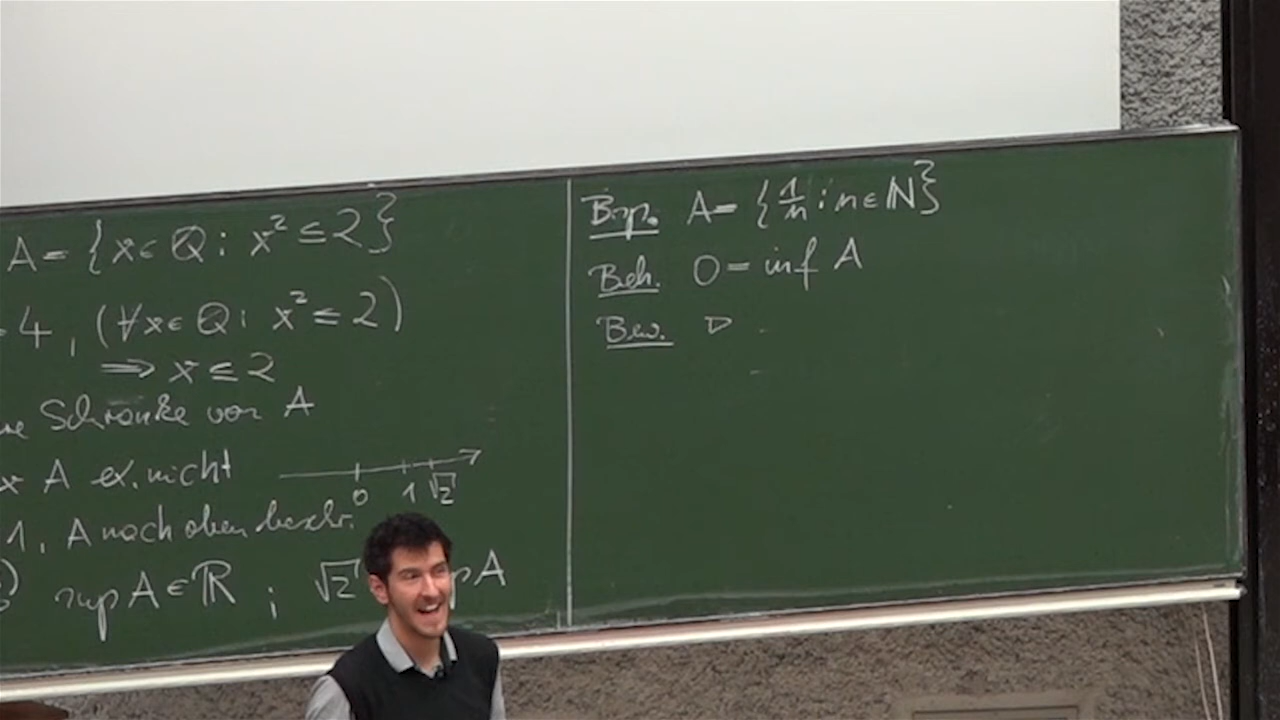 A = {x ∈ ℚ : x² ≤ 2}
= 4, (∀x ∈ ℚ : x² ≤ 2)
⟹ x ≤ 2
Schranke von A
A ex. nicht
0 1 √2
1, A nach oben beschr.
sup A ∈ ℝ ; √2 A
Bsp. A = {1/n : n ∈ ℕ}
Beh. 0 = inf A
Bew. ▷